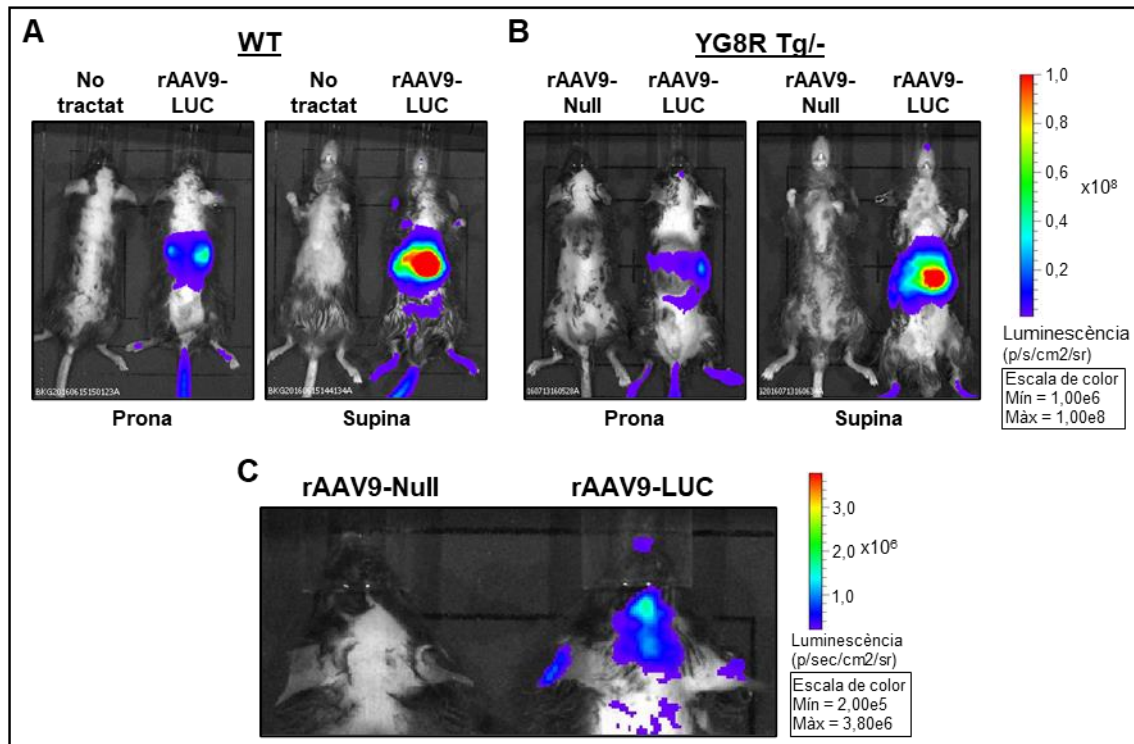 A
WT
No tractat
rAAV9-LUC
No tractat
rAAV9-LUC
BKG20160615150123A
BKG20160615144134A
Prona
Supina
B
YG8R Tg/-
rAAV9-Null
rAAV9-LUC
rAAV9-Null
rAAV9-LUC
Prona
Supina
1,0
0,8
0,6
x10⁸
0,4
0,2
Luminescència
(p/s/cm2/sr)
Escala de color
Mín = 1,00e6
Màx = 1,00e8
C
rAAV9-Null
rAAV9-LUC
3,0
2,0
x10⁶
1,0
Luminescència
(p/sec/cm2/sr)
Escala de color
Mín = 2,00e5
Màx = 3,80e6